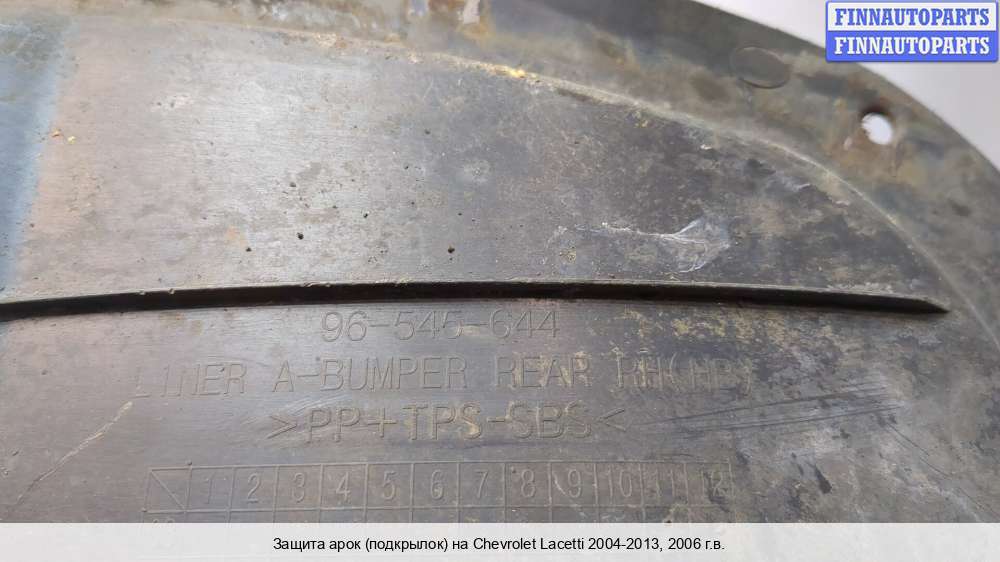 FINNAUTOPARTS
FINNAUTOPARTS
96-545-644
LINER A-BUMPER REAR RH(HB)
>PP+TPS-SBS<
1 2 3 4 5 6 7 8 9 10 11 12
Защита арок (подкрылок) на Chevrolet Lacetti 2004-2013, 2006 г.в.